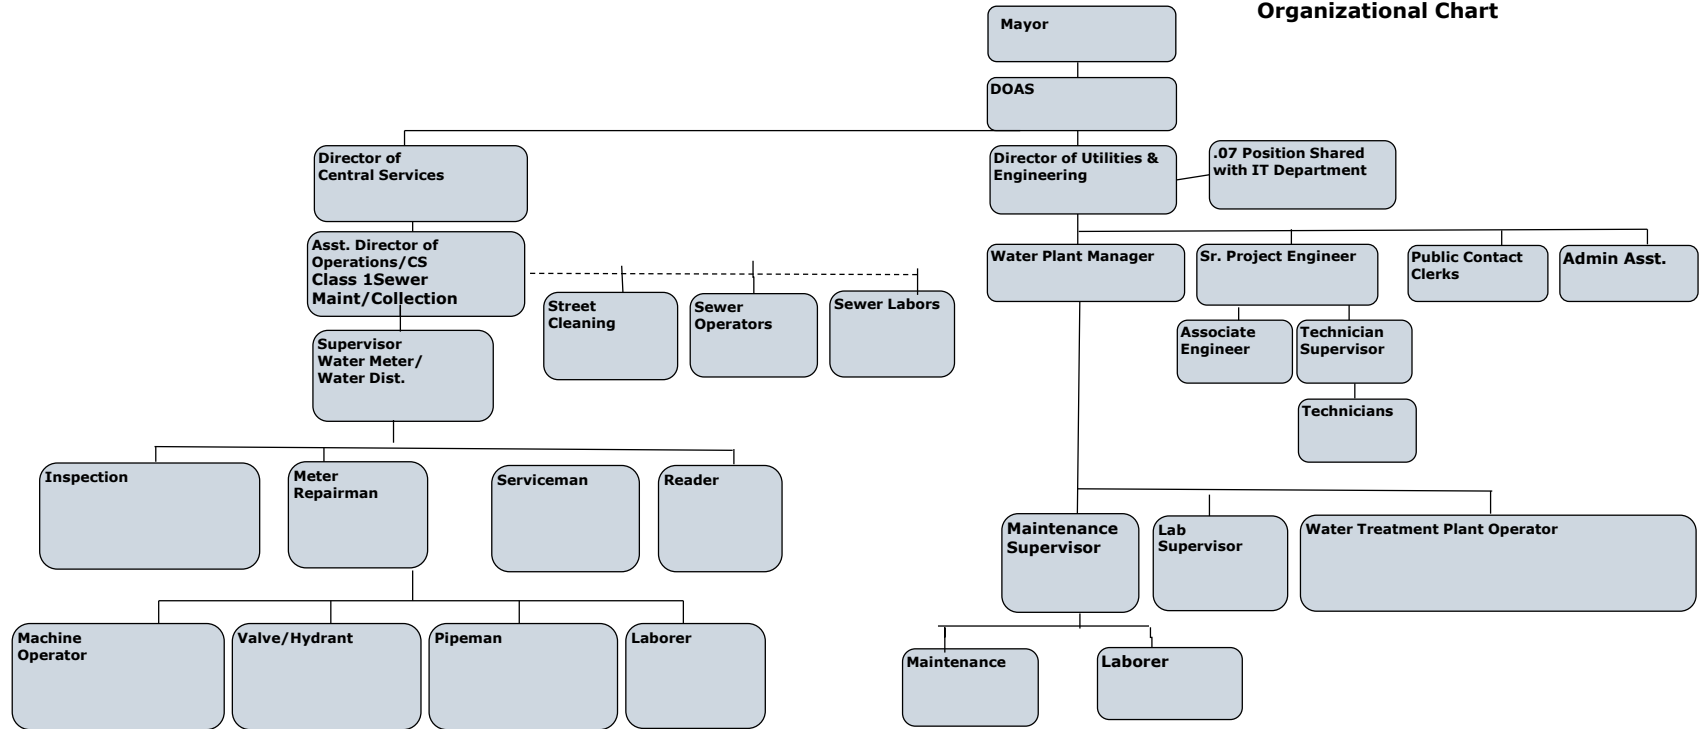 Organizational Chart
Mayor
DOAS
Director of
Central Services
Director of Utilities &
Engineering
.07 Position Shared
with IT Department
Asst. Director of
Operations/CS
Class 1Sewer
Maint/Collection
Water Plant Manager
Sr. Project Engineer
Public Contact
Clerks
Admin Asst.
Street
Cleaning
Sewer
Operators
Sewer Labors
Supervisor
Water Meter/
Water Dist.
Associate
Engineer
Technician
Supervisor
Technicians
Inspection
Meter
Repairman
Serviceman
Reader
Maintenance
Supervisor
Lab
Supervisor
Water Treatment Plant Operator
Machine
Operator
Valve/Hydrant
Pipeman
Laborer
Maintenance
Laborer